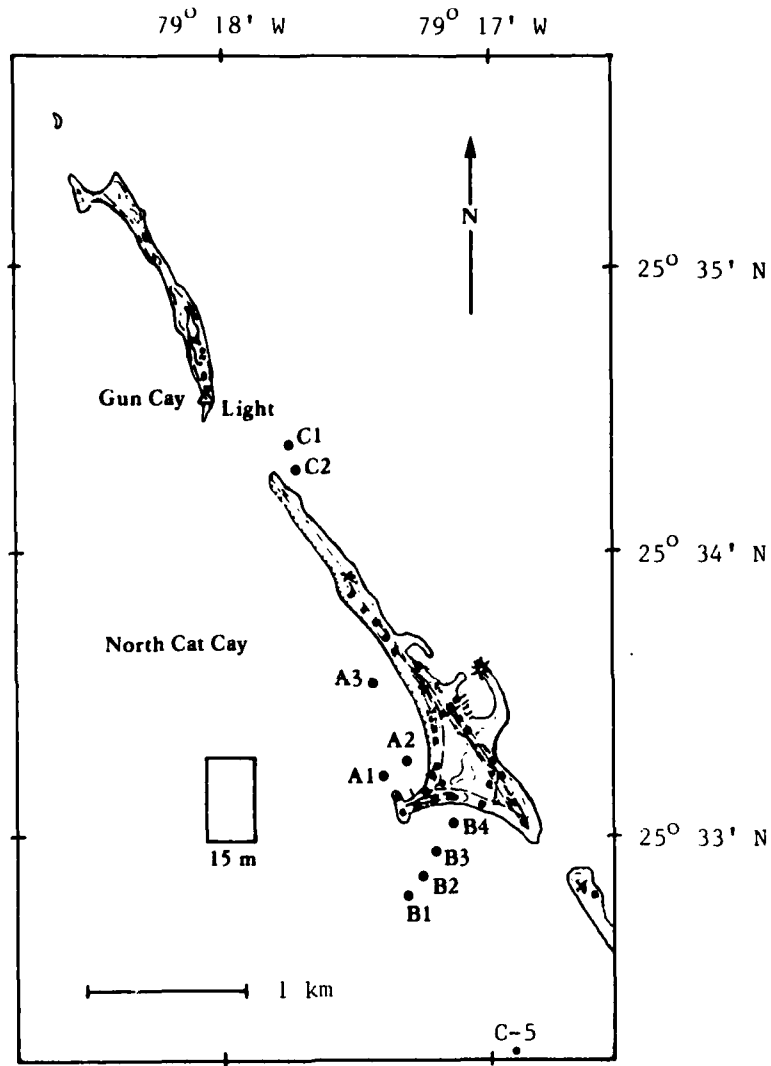 79° 18' W
79° 17' W
N
25° 35' N
Gun Cay
Light
C1
C2
25° 34' N
North Cat Cay
A3
A2
A1
B4
25° 33' N
15 m
B3
B2
B1
1 km
C-5